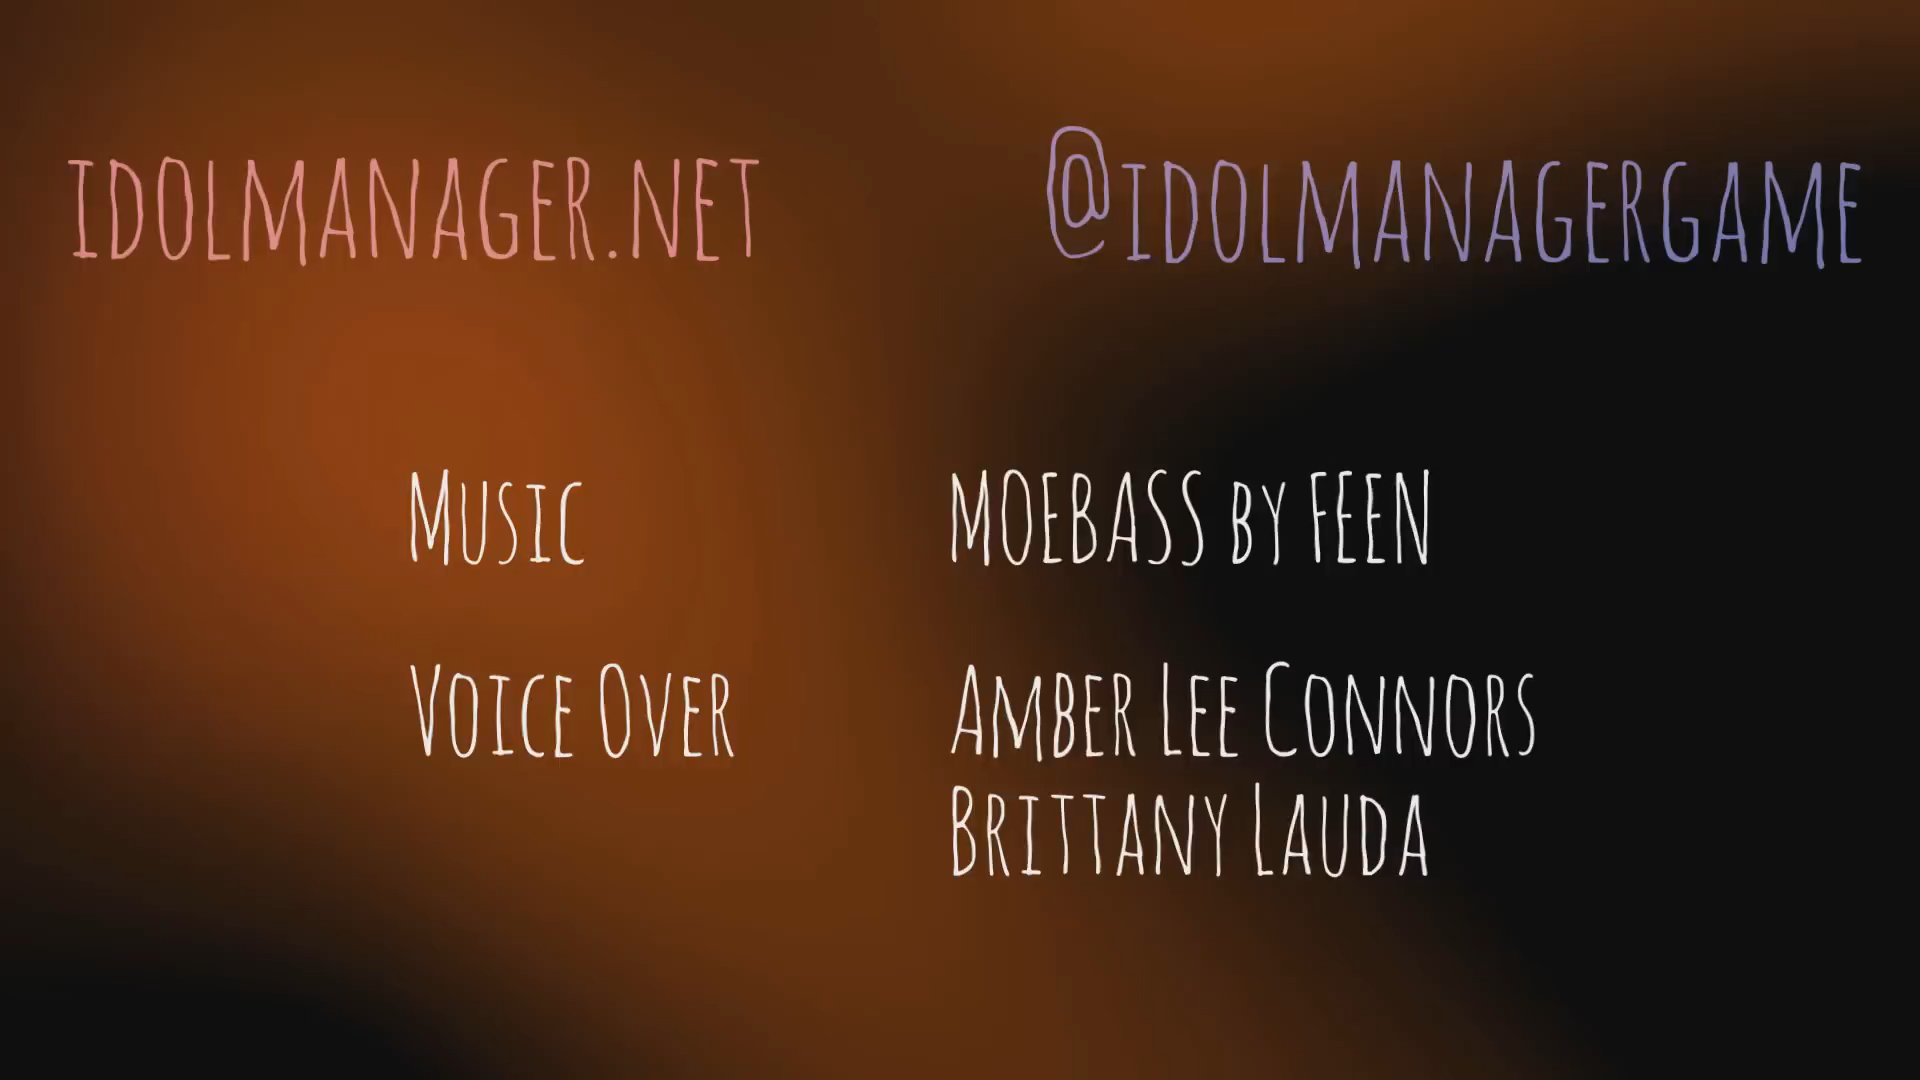 IDOLMANAGER.NET @IDOLMANAGERGAME
MUSIC MOEBASS BY FEEN
VOICE OVER AMBER LEE CONNORS
BRITTANY LAUDA